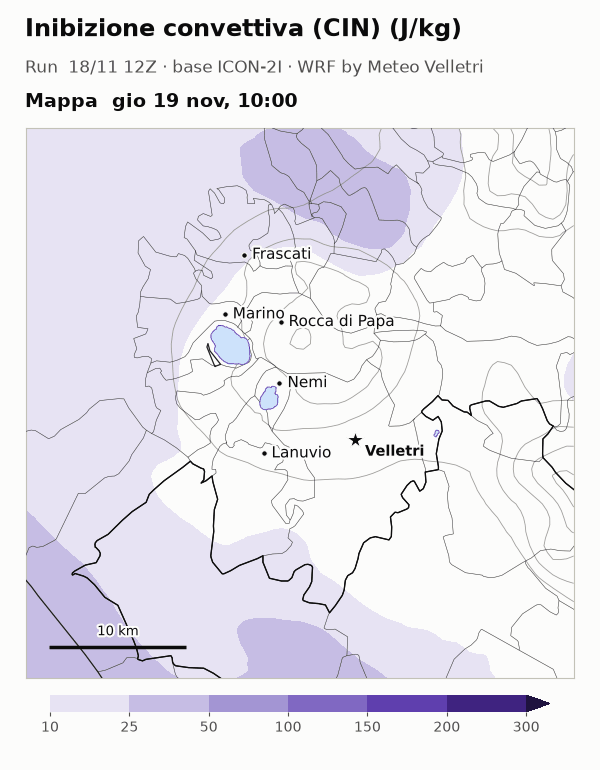 Inibizione convettiva (CIN) (J/kg)
Run 18/11 12Z · base ICON-2I · WRF by Meteo Velletri
Mappa gio 19 nov, 10:00
Frascati
Marino
Rocca di Papa
Nemi
Velletri
Lanuvio
10 km
10 25 50 100 150 200 300